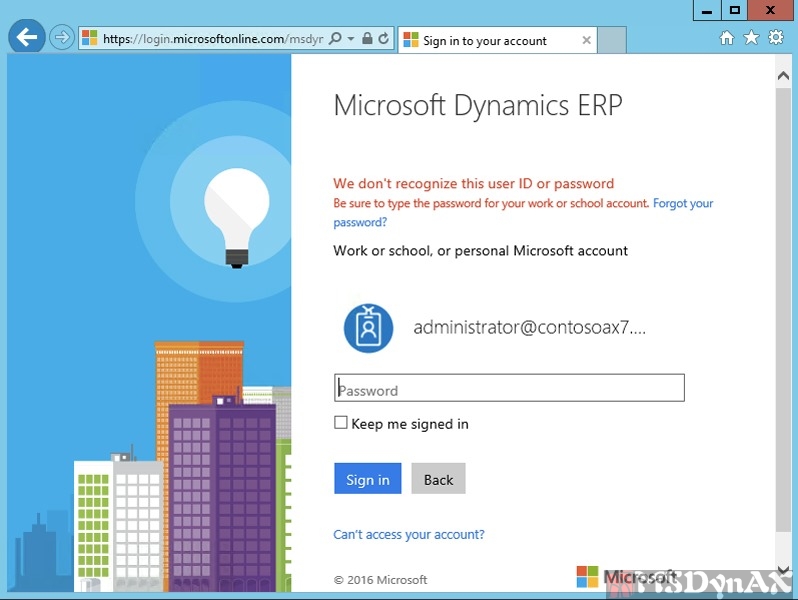 https://login.microsoftonline.com/msdyr
Sign in to your account
Microsoft Dynamics ERP
We don't recognize this user ID or password
Be sure to type the password for your work or school account. Forgot your
password?
Work or school, or personal Microsoft account
administrator@contosoax7....
Password
Keep me signed in
Sign in
Back
Can't access your account?
© 2016 Microsoft
Microsoft
MSDynAX